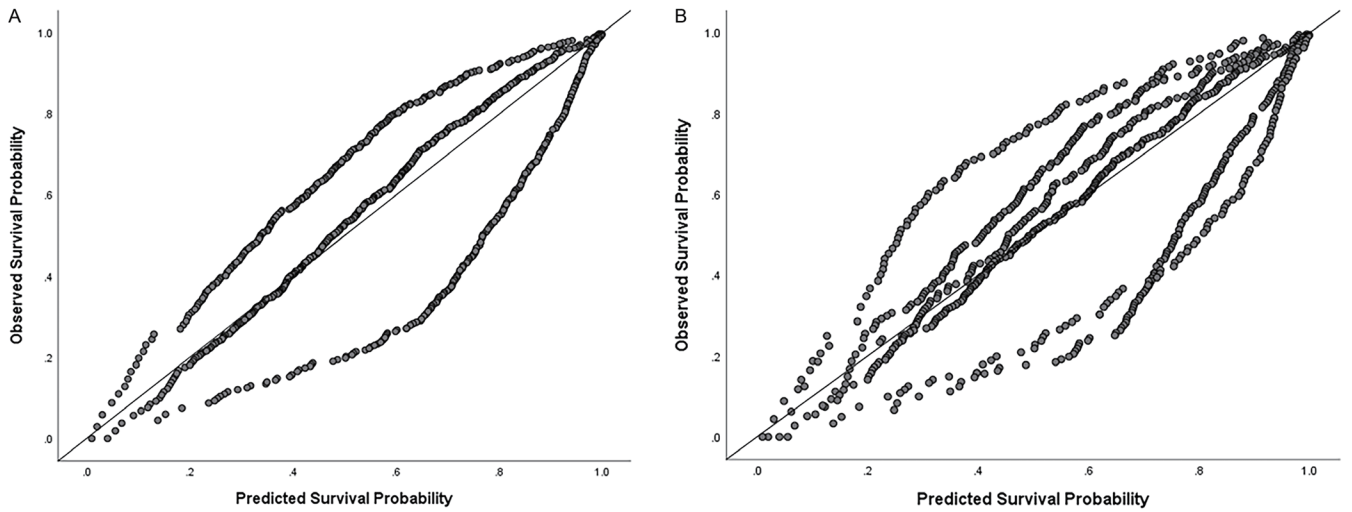 A
Observed Survival Probability
1.0
.8
.6
.4
.2
.0
.0 .2 .4 .6 .8 1.0
Predicted Survival Probability
B
Observed Survival Probability
1.0
.8
.6
.4
.2
.0
.0 .2 .4 .6 .8 1.0
Predicted Survival Probability